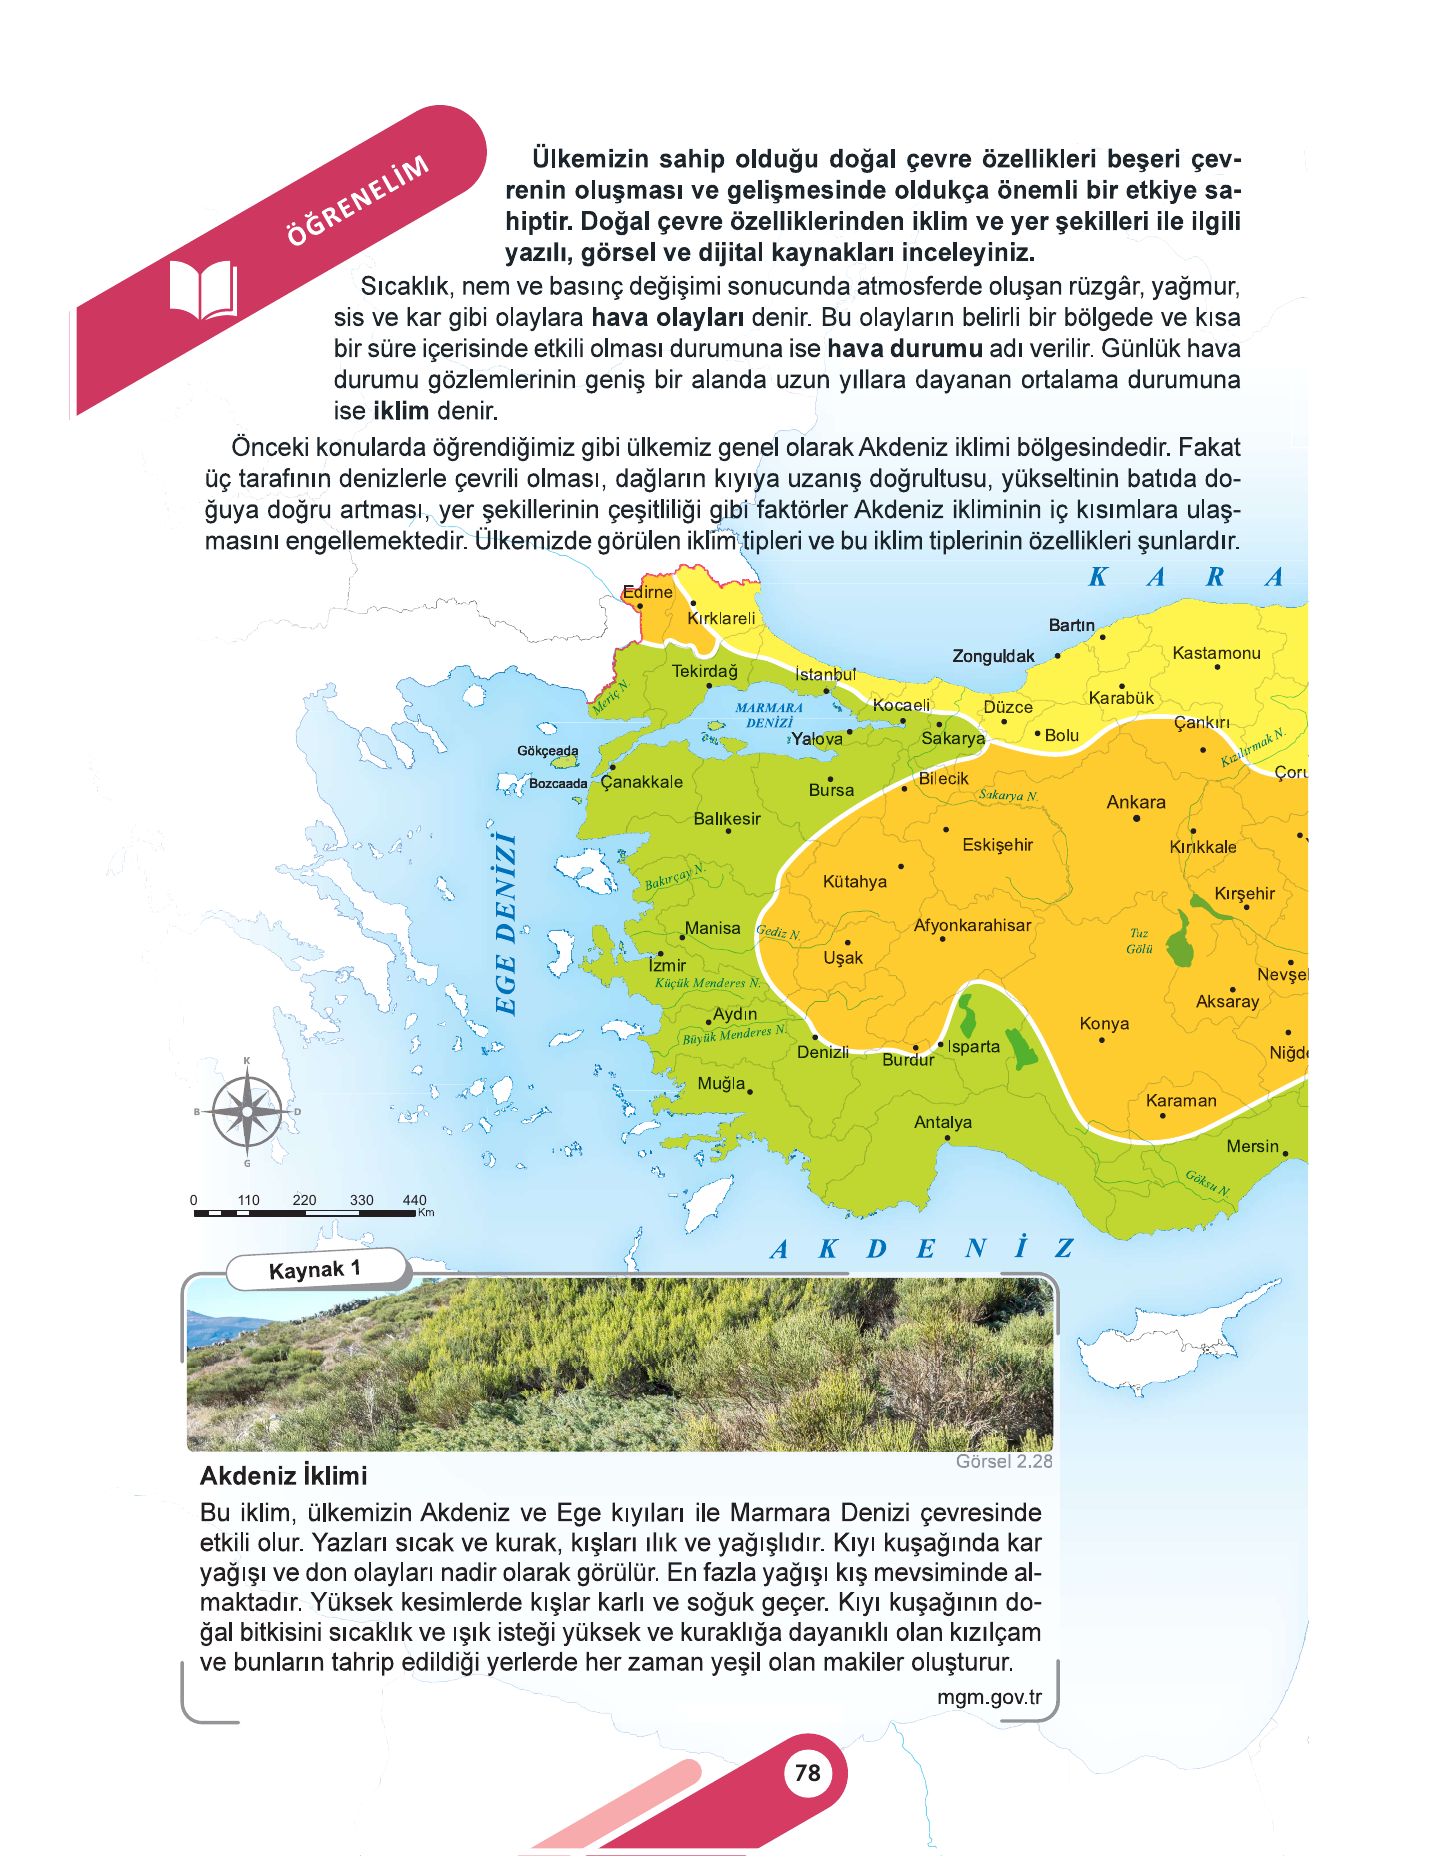 ÖĞRENELİM
Ülkemizin sahip olduğu doğal çevre özellikleri beşeri çev-
renin oluşması ve gelişmesinde oldukça önemli bir etkiye sa-
hiptir. Doğal çevre özelliklerinden iklim ve yer şekilleri ile ilgili
yazılı, görsel ve dijital kaynakları inceleyiniz.
Sıcaklık, nem ve basınç değişimi sonucunda atmosferde oluşan rüzgâr, yağmur,
sis ve kar gibi olaylara hava olayları denir. Bu olayların belirli bir bölgede ve kısa
bir süre içerisinde etkili olması durumuna ise hava durumu adı verilir. Günlük hava
durumu gözlemlerinin geniş bir alanda uzun yıllara dayanan ortalama durumuna
ise iklim denir.
Önceki konularda öğrendiğimiz gibi ülkemiz genel olarak Akdeniz iklimi bölgesindedir. Fakat
üç tarafının denizlerle çevrili olması, dağların kıyıya uzanış doğrultusu, yükseltinin batıda do-
ğuya doğru artması, yer şekillerinin çeşitliliği gibi faktörler Akdeniz ikliminin iç kısımlara ulaş-
masını engellemektedir. Ülkemizde görülen iklim tipleri ve bu iklim tiplerinin özellikleri şunlardır.
K A R A
Edirne
Kırklareli
Bartın
Zonguldak
Kastamonu
Tekirdağ
İstanbul
Meriç N.
MARMARA
DENİZİ
Kocaeli
Düzce
Karabük
Çankırı
Yalova
Sakarya
Bolu
Kızılırmak N.
Gökçeada
Bozcaada
Çanakkale
Bursa
Bilecik
Sakarya N.
Ankara
Çoru
Balıkesir
Eskişehir
Kırıkkale
EGE DENİZİ
Bakırçay N.
Kütahya
Kırşehir
Manisa
Gediz N.
Afyonkarahisar
Tuz
Gölü
İzmir
Uşak
Nevşe
Küçük Menderes N.
Aksaray
Aydın
Konya
Büyük Menderes N.
Denizli
Burdur
Isparta
Niğde
Muğla
Karaman
Antalya
Mersin
Göksu N.
K
B
D
G
0 110 220 330 440
Km
A K D E N İ Z
Kaynak 1
Görsel 2.28
Akdeniz İklimi
Bu iklim, ülkemizin Akdeniz ve Ege kıyıları ile Marmara Denizi çevresinde
etkili olur. Yazları sıcak ve kurak, kışları ılık ve yağışlıdır. Kıyı kuşağında kar
yağışı ve don olayları nadir olarak görülür. En fazla yağışı kış mevsiminde al-
maktadır. Yüksek kesimlerde kışlar karlı ve soğuk geçer. Kıyı kuşağının do-
ğal bitkisini sıcaklık ve ışık isteği yüksek ve kuraklığa dayanıklı olan kızılçam
ve bunların tahrip edildiği yerlerde her zaman yeşil olan makiler oluşturur.
mgm.gov.tr
78